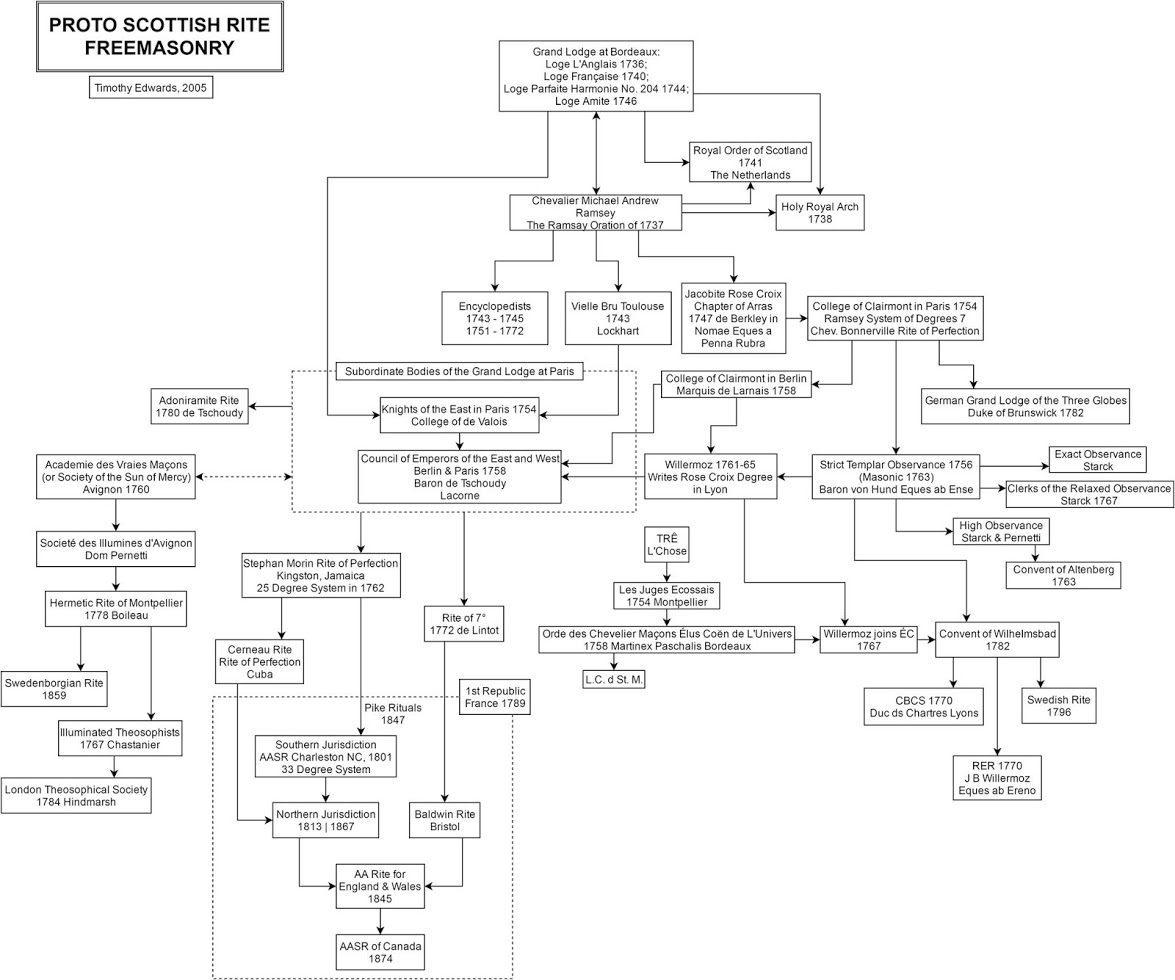 PROTO SCOTTISH RITE
FREEMASONRY
Timothy Edwards, 2005
Grand Lodge at Bordeaux:
Loge L'Anglais 1736;
Loge Française 1740;
Loge Parfaite Harmonie No. 204 1744;
Loge Amite 1746
Royal Order of Scotland
1741
The Netherlands
Chevalier Michael Andrew
Ramsey
The Ramsay Oration of 1737
Holy Royal Arch
1738
Encyclopedists
1743 - 1745
1751 - 1772
Vielle Bru Toulouse
1743
Lockhart
Jacobite Rose Croix
Chapter of Arras
1747 de Berkley in
Nomae Eques a
Penna Rubra
College of Clairmont in Paris 1754
Ramsey System of Degrees 7
Chev. Bonnerville Rite of Perfection
Subordinate Bodies of the Grand Lodge at Paris
College of Clairmont in Berlin
Marquis de Larnais 1758
German Grand Lodge of the Three Globes
Duke of Brunswick 1782
Adoniramite Rite
1780 de Tschoudy
Knights of the East in Paris 1754
College of de Valois
Academie des Vraies Maçons
(or Society of the Sun of Mercy)
Avignon 1760
Council of Emperors of the East and West
Berlin & Paris 1758
Baron de Tschoudy
Lacorne
Willermoz 1761-65
Writes Rose Croix Degree
in Lyon
Strict Templar Observance 1756
(Masonic 1763)
Baron von Hund Eques ab Ense
Exact Observance
Starck
Clerks of the Relaxed Observance
Starck 1767
High Observance
Starck & Pernetti
Convent of Altenberg
1763
Societé des Illumines d'Avignon
Dom Pernetti
Stephan Morin Rite of Perfection
Kingston, Jamaica
25 Degree System in 1762
TRÊ
L'Chose
Les Juges Ecossais
1754 Montpellier
Hermetic Rite of Montpellier
1778 Boileau
Rite of 7°
1772 de Lintot
Orde des Chevelier Maçons Élus Coën de L'Univers
1758 Martinex Paschalis Bordeaux
Willermoz joins ÉC
1767
Convent of Wilhelmsbad
1782
Cerneau Rite
Rite of Perfection
Cuba
L.C. d St. M.
Swedenborgian Rite
1859
1st Republic
France 1789
CBCS 1770
Duc ds Chartres Lyons
Swedish Rite
1796
Pike Rituals
1847
Illuminated Theosophists
1767 Chastanier
Southern Jurisdiction
AASR Charleston NC, 1801
33 Degree System
RER 1770
J B Willermoz
Eques ab Ereno
London Theosophical Society
1784 Hindmarsh
Northern Jurisdiction
1813 | 1867
Baldwin Rite
Bristol
AA Rite for
England & Wales
1845
AASR of Canada
1874